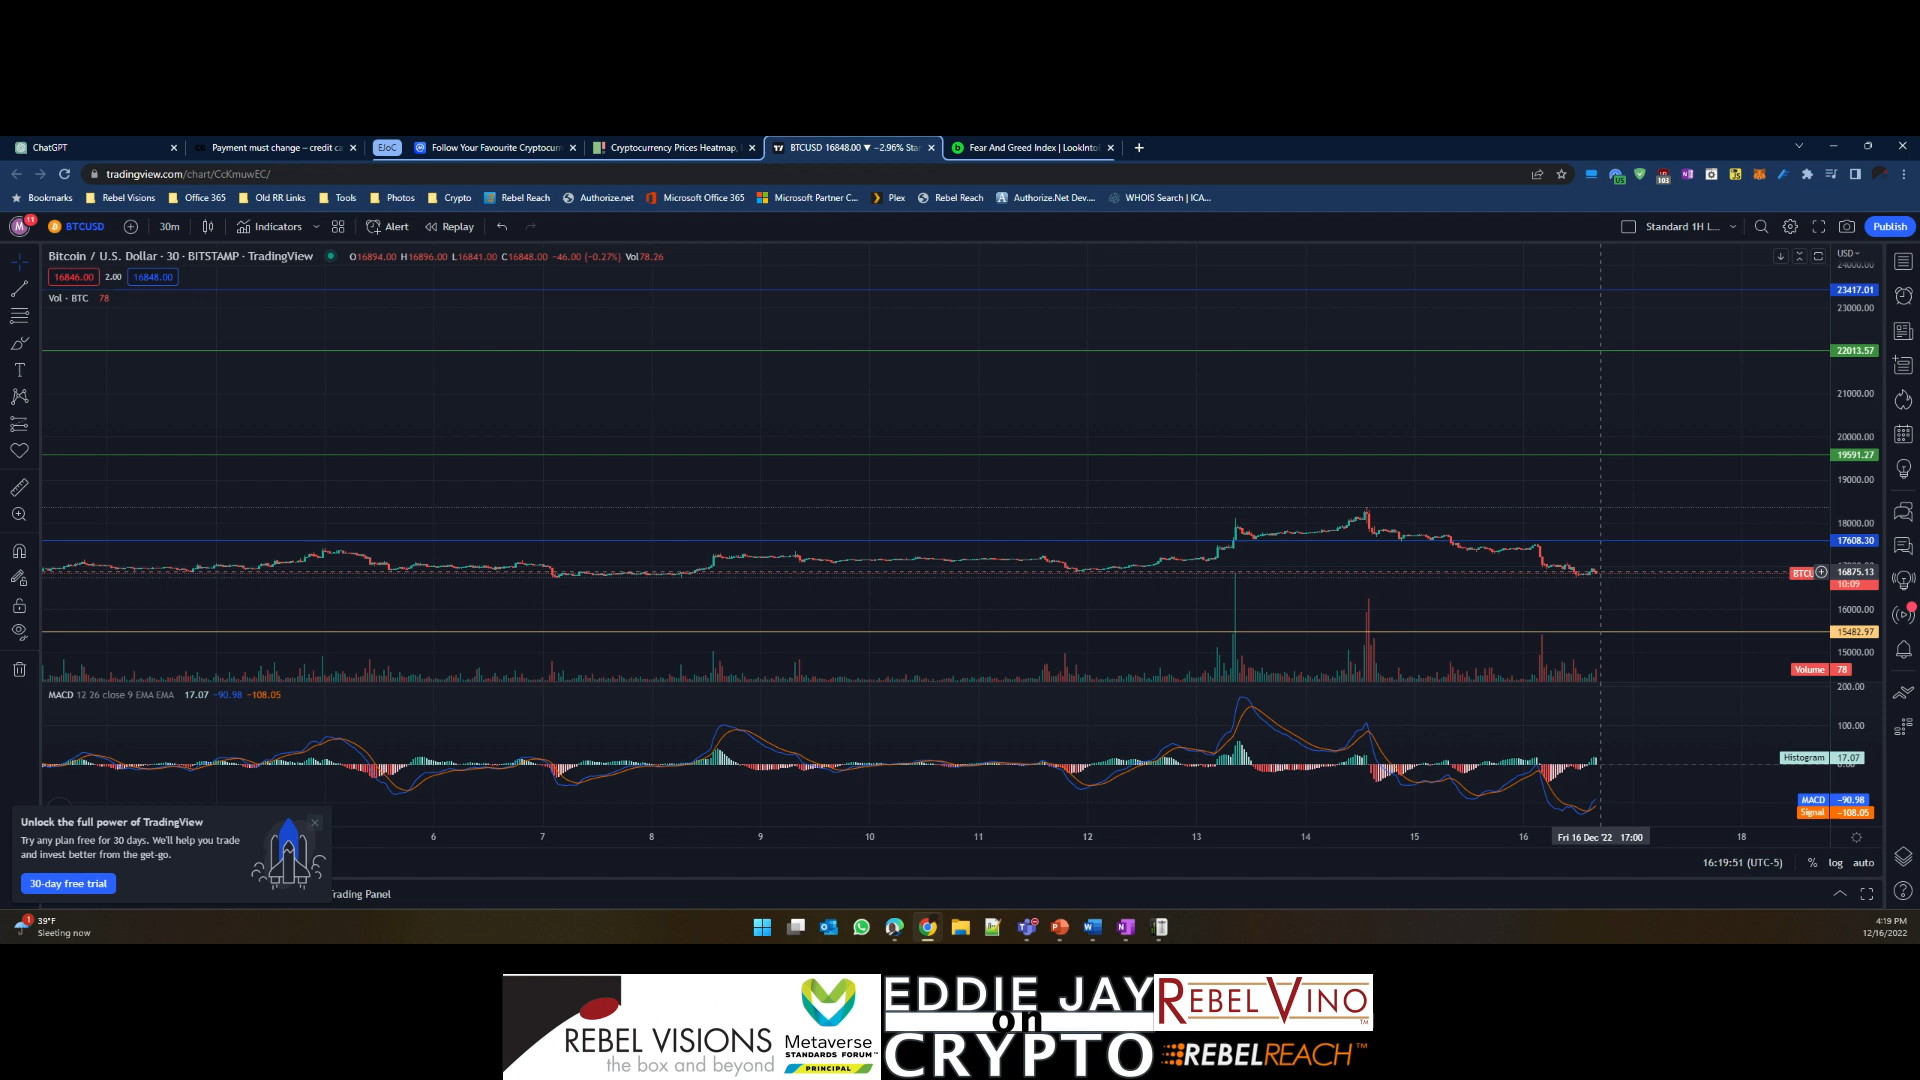 ChatGPT
Payment must change – credit ca
EJoC
Follow Your Favourite Cryptocurr
Cryptocurrency Prices Heatmap,
BTCUSD 16848.00 ▼ −2.96% Sta
Fear And Greed Index | LookInto
tradingview.com/chart/CcKmuwEC/
Bookmarks
Rebel Visions
Office 365
Old RR Links
Tools
Photos
Crypto
Rebel Reach
Authorize.net
Microsoft Office 365
Microsoft Partner C...
Plex
Rebel Reach
Authorize.Net Dev....
WHOIS Search | ICA...
M 11
BTCUSD
30m
Indicators
Alert
Replay
Standard 1H L...
Publish
Bitcoin / U.S. Dollar · 30 · BITSTAMP · TradingView
O16894.00 H16896.00 L16841.00 C16848.00 −46.00 (−0.27%) Vol78.26
16846.00 2.00 16848.00
Vol · BTC 78
USD
24000.00
23417.01
23000.00
22013.57
21000.00
20000.00
19591.27
19000.00
18000.00
17608.30
16875.13
10:09
16000.00
15482.97
15000.00
Volume 78
MACD 12 26 close 9 EMA EMA 17.07 −90.98 −108.05
200.00
100.00
Histogram 17.07
MACD −90.98
Signal −108.05
6 7 8 9 10 11 12 13 14 15 16 Fri 16 Dec '22 17:00 18
Unlock the full power of TradingView
Try any plan free for 30 days. We'll help you trade
and invest better from the get-go.
30-day free trial
16:19:51 (UTC-5)
% log auto
rading Panel
39°F
Sleeting now
4:19 PM
12/16/2022
REBEL VISIONS
the box and beyond
Metaverse
STANDARDS FORUM™
PRINCIPAL
EDDIE JAY
on
CRYPTO
REBEL VINO
REBELREACH™